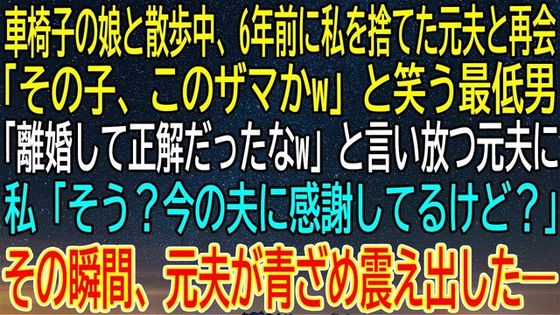 車椅子の娘と散歩中、6年前に私を捨てた元夫と再会
「その子、このザマかw」と笑う最低男
「離婚して正解だったなw」と言い放つ元夫に
私「そう？今の夫に感謝してるけど？」
その瞬間、元夫が青ざめ震え出した―